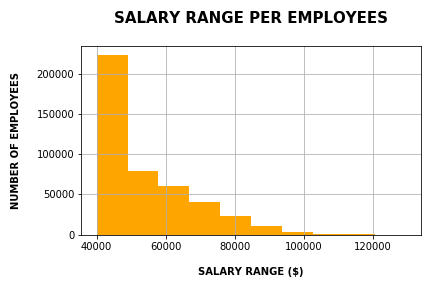 SALARY RANGE PER EMPLOYEES
NUMBER OF EMPLOYEES
200000
150000
100000
50000
0
40000 60000 80000 100000 120000
SALARY RANGE ($)